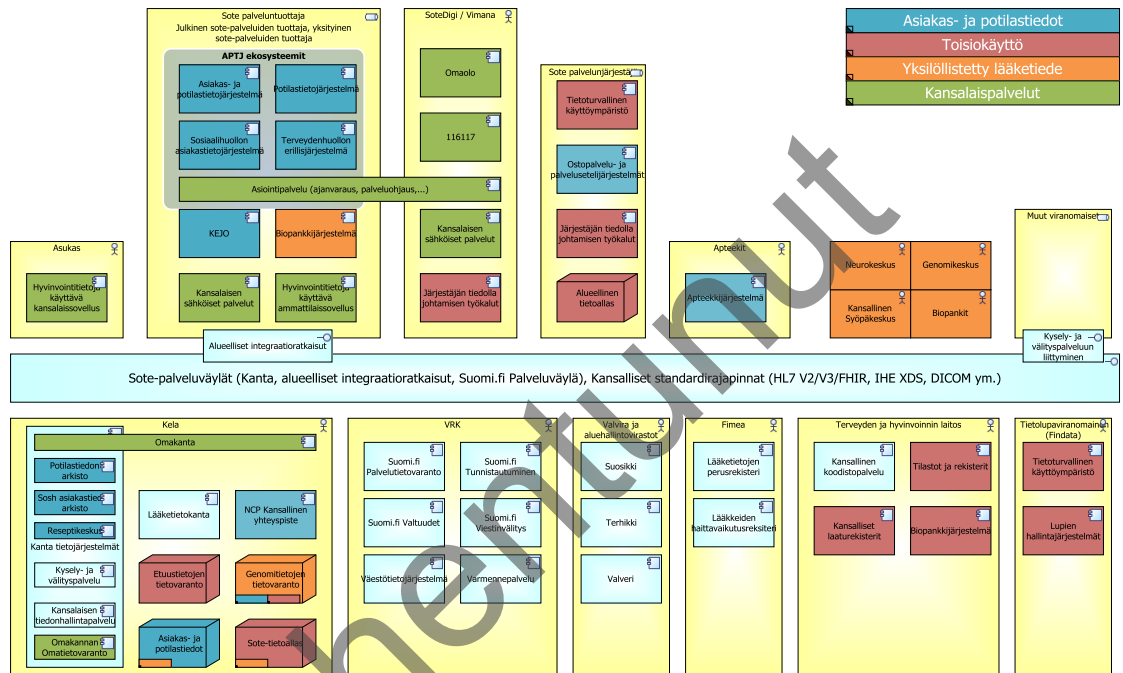 Sote palveluntuottaja
Julkinen sote-palveluiden tuottaja, yksityinen
sote-palveluiden tuottaja
APTJ ekosysteemit
Asiakas- ja
potilastietojärjestelmä
Potilastietojärjestelmä
Sosiaalihuollon
asiakastietojärjestelmä
Terveydenhuollon
erillisjärjestelmä
Asiointipalvelu (ajanvaraus, palveluohjaus,...)
KEJO
Biopankkijärjestelmä
Kansalaisen
sähköiset palvelut
Hyvinvointitietoja
käyttävä
ammattilaissovellus
SoteDigi / Vimana
Omaolo
116117
Kansalaisen
sähköiset palvelut
Järjestäjän tiedolla
johtamisen työkalut
Sote palvelunjärjestäjä
Tietoturvallinen
käyttöympäristö
Ostopalvelu- ja
palvelusetelijärjestelmät
Järjestäjän tiedolla
johtamisen työkalut
Alueellinen
tietoallas
Asiakas- ja potilastiedot
Toisiokäyttö
Yksilöllistetty lääketiede
Kansalaispalvelut
Asukas
Hyvinvointitietoja
käyttävä
kansalaissovellus
Apteekit
Apteekkijärjestelmä
Neurokeskus
Genomikeskus
Kansallinen
Syöpäkeskus
Biopankit
Muut viranomaiset
Alueelliset integraatioratkaisut
Kysely- ja
välityspalveluun
liittyminen
Sote-palveluväylät (Kanta, alueelliset integraatioratkaisut, Suomi.fi Palveluväylä), Kansalliset standardirajapinnat (HL7 V2/V3/FHIR, IHE XDS, DICOM ym.)
Kela
Omakanta
Potilastiedon
arkisto
Sosh asiakastiedon
arkisto
Reseptikeskus
Kanta tietojärjestelmät
Kysely- ja
välityspalvelu
Kansalaisen
tiedonhallintapalvelu
Omakannan
Omatietovaranto
Lääketietokanta
NCP Kansallinen
yhteyspiste
Etuustietojen
tietovaranto
Genomitietojen
tietovaranto
Asiakas- ja
potilastiedot
Sote-tietoallas
VRK
Suomi.fi
Palvelutietovaranto
Suomi.fi
Tunnistautuminen
Suomi.fi Valtuudet
Suomi.fi
Viestinvälitys
Väestötietojärjestelmä
Varmennepalvelu
Valvira ja
aluehallintovirastot
Suosikki
Terhikki
Valveri
Fimea
Lääketietojen
perusrekisteri
Lääkkeiden
haittavaikutusreksiteri
Terveyden ja hyvinvoinnin laitos
Kansallinen
koodistopalvelu
Tilastot ja rekisterit
Kansalliset
laaturekisterit
Biopankkijärjestelmä
Tietolupaviranomainen
(Findata)
Tietoturvallinen
käyttöympäristö
Lupien
hallintajärjestelmät
hentunut